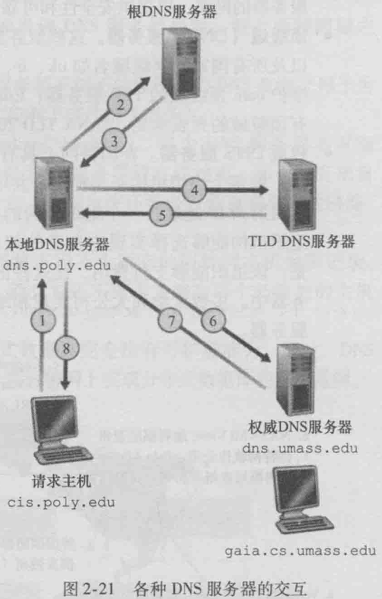 根DNS服务器
2
3
4
5
本地DNS服务器
dns.poly.edu
TLD DNS服务器
1
8
7
6
权威DNS服务器
dns.umass.edu
请求主机
cis.poly.edu
gaia.cs.umass.edu
图2-21 各种 DNS 服务器的交互